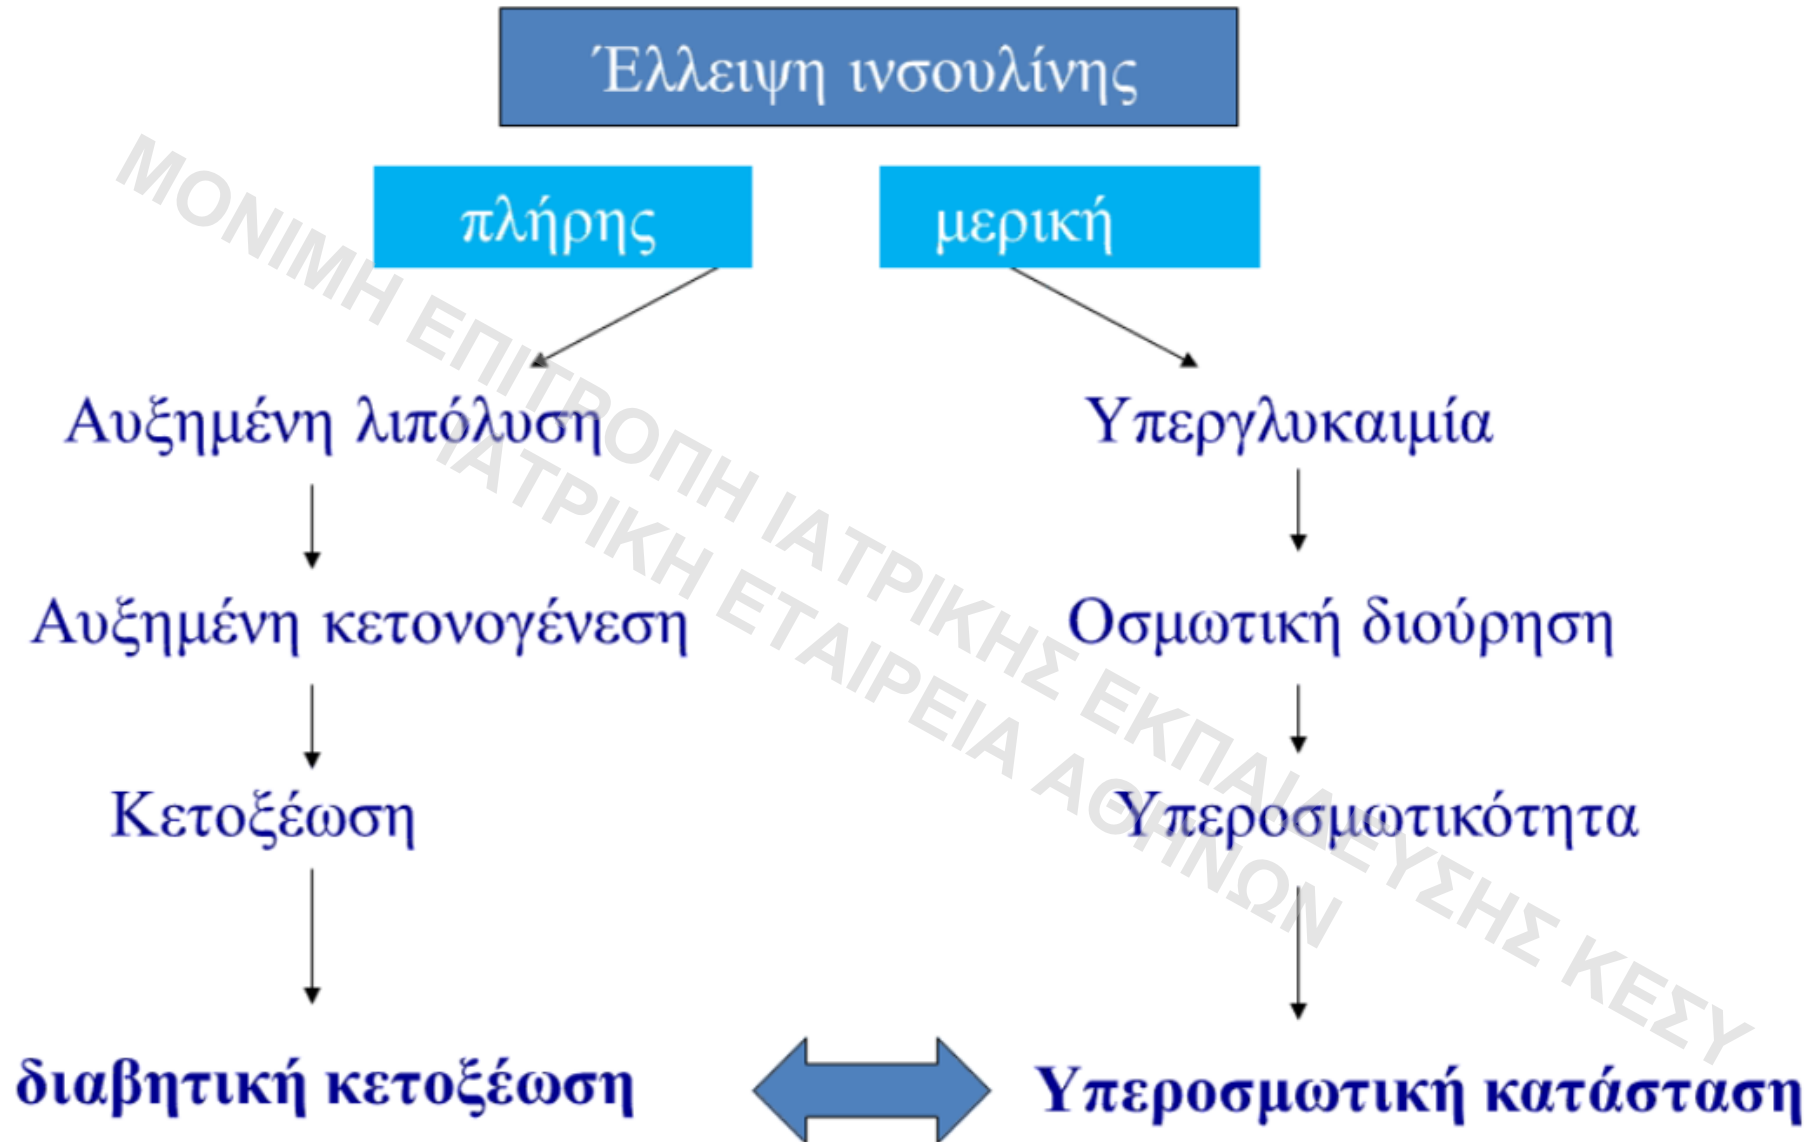 Έλλειψη ινσουλίνης
πλήρης
μερική
Αυξημένη λιπόλυση
Υπεργλυκαιμία
Αυξημένη κετονογένεση
Οσμωτική διούρηση
Κετοξέωση
Υπεροσμωτικότητα
διαβητική κετοξέωση
Υπεροσμωτική κατάσταση
ΜΟΝΙΜΗ ΕΠΙΤΡΟΠΗ ΙΑΤΡΙΚΗΣ ΕΚΠΑΙΔΕΥΣΗΣ ΚΕΣΥ
ΙΑΤΡΙΚΗ ΕΤΑΙΡΕΙΑ ΑΘΗΝΩΝ